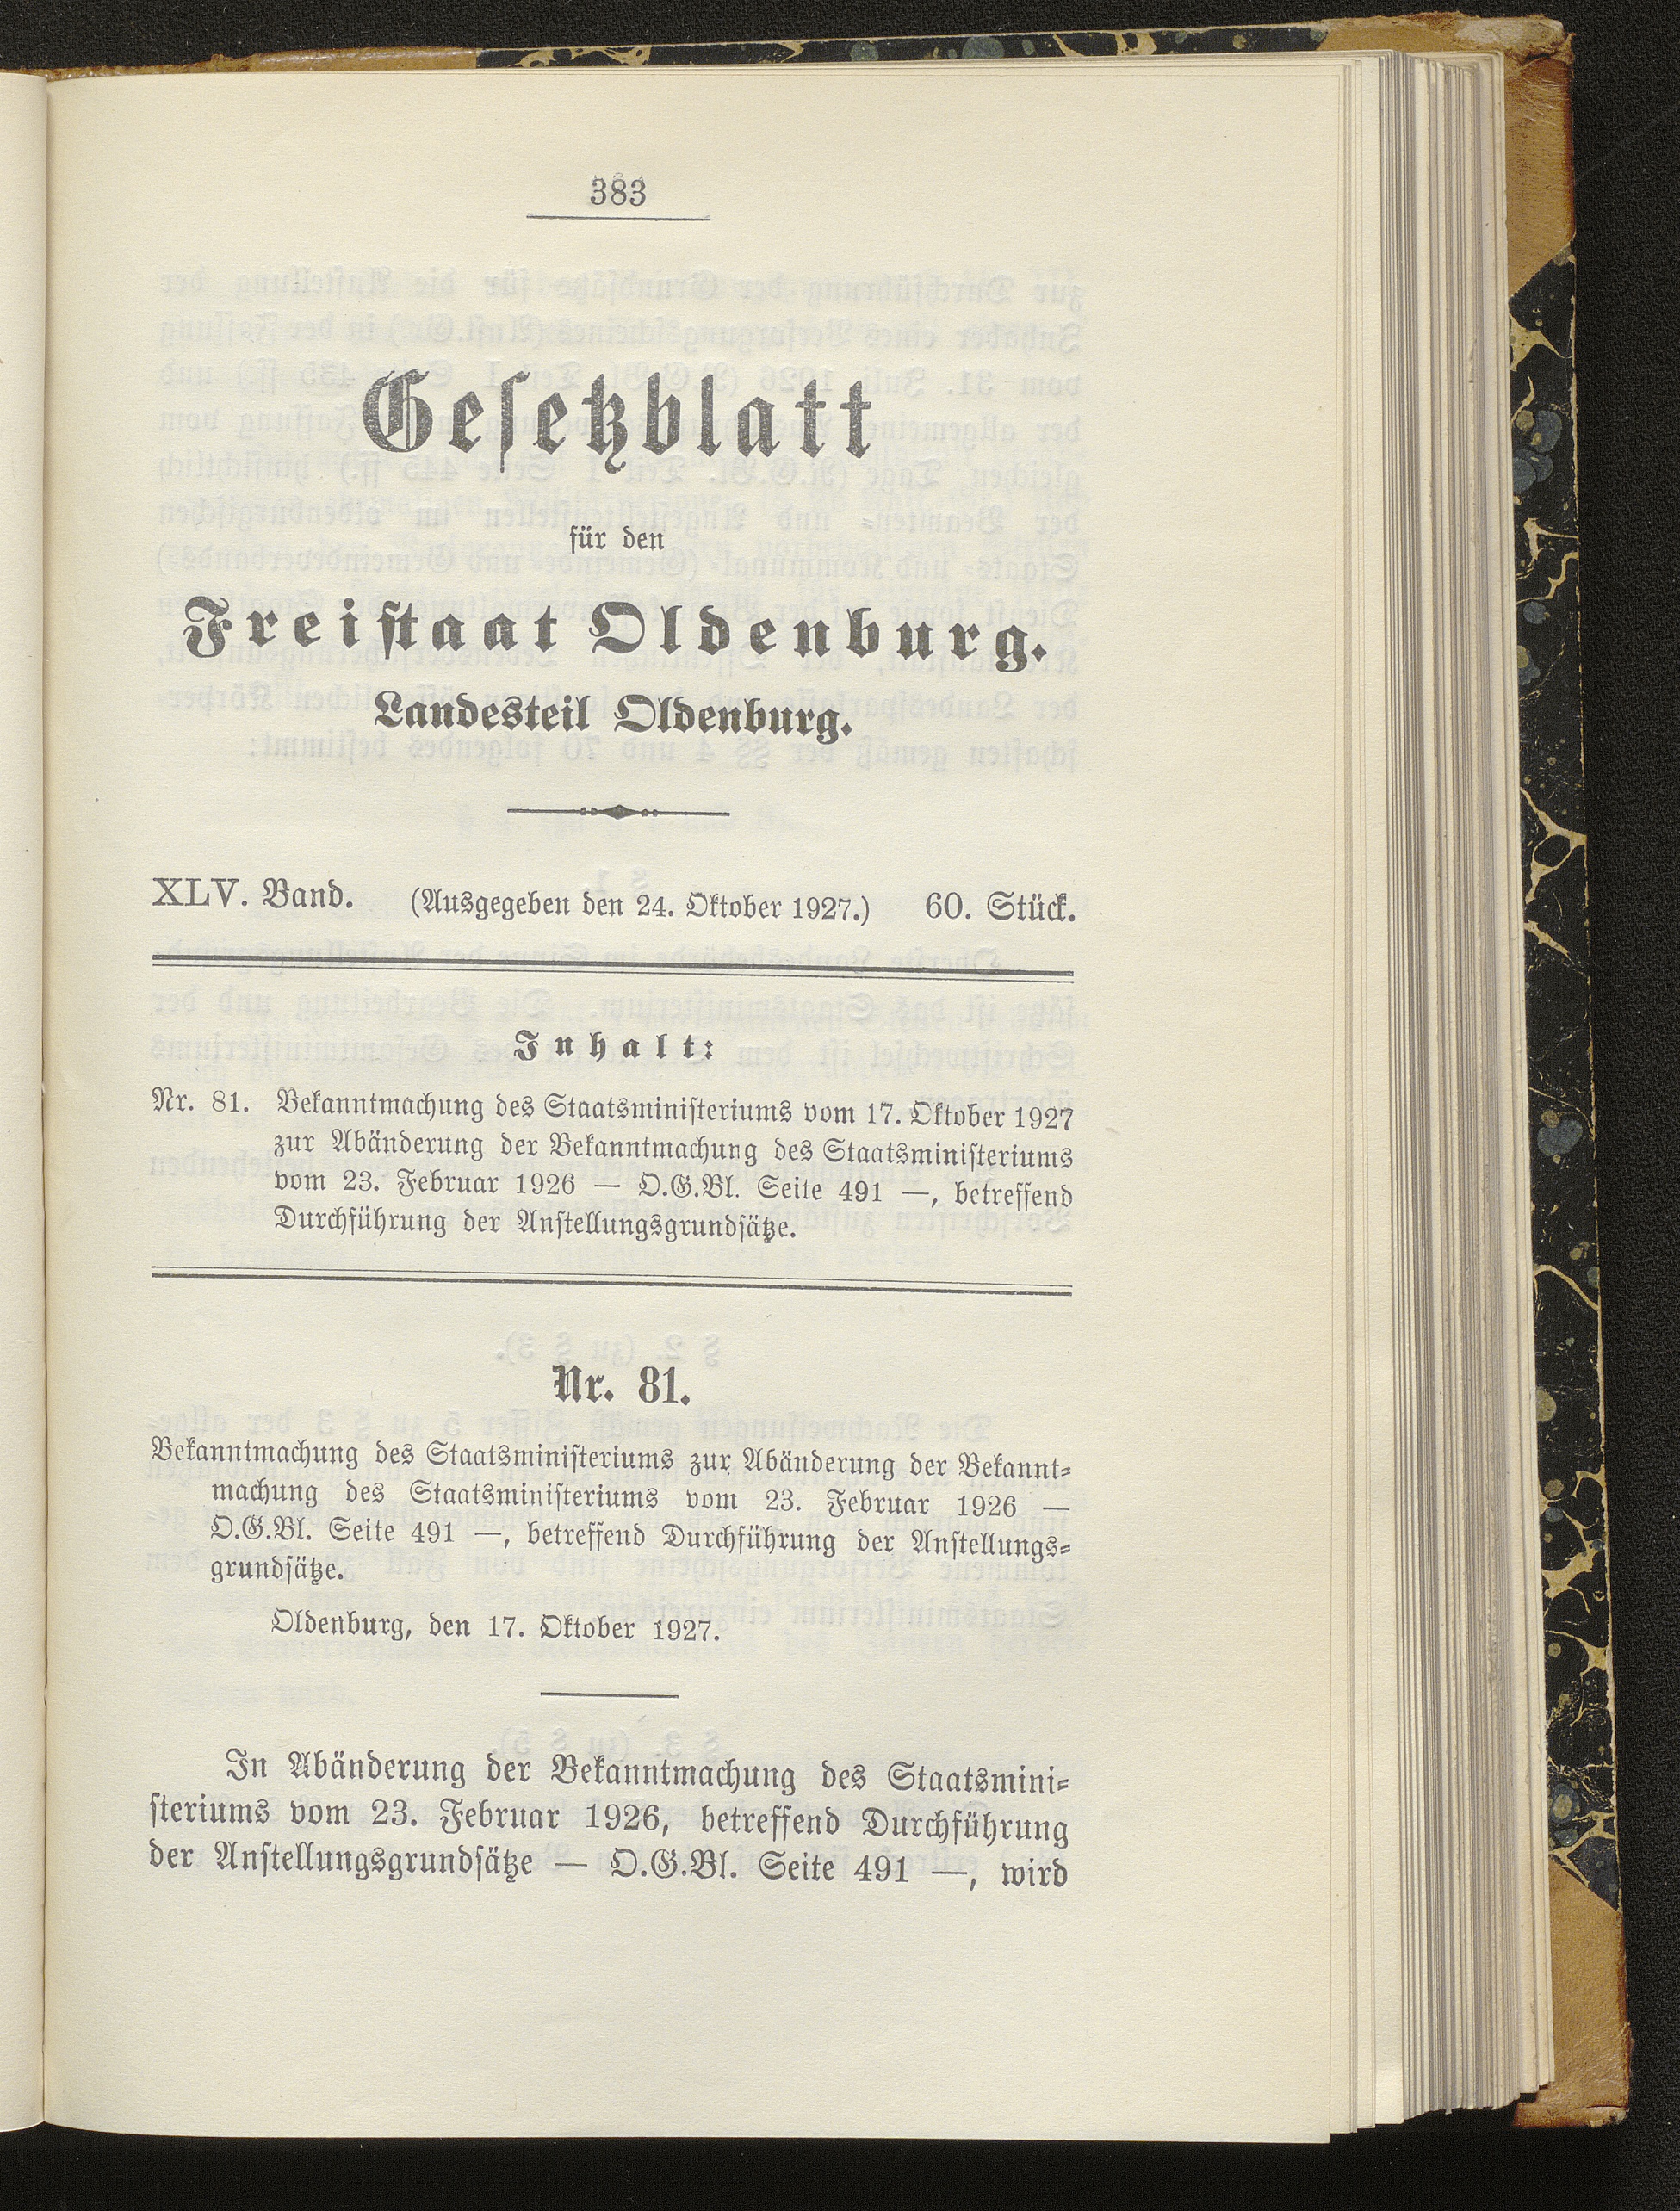 383
Gesetzblatt
für den
Freistaat Oldenburg.
Landesteil Oldenburg.
XLV. Band. (Ausgegeben den 24. Oktober 1927.) 60. Stück.
Inhalt:
Nr. 81. Bekanntmachung des Staatsministeriums vom 17. Oktober 1927
zur Abänderung der Bekanntmachung des Staatsministeriums
vom 23. Februar 1926 — O.G.Bl. Seite 491 —, betreffend
Durchführung der Anstellungsgrundsätze.
Nr. 81.
Bekanntmachung des Staatsministeriums zur Abänderung der Bekannt-
machung des Staatsministeriums vom 23. Februar 1926 —
O.G.Bl. Seite 491 —, betreffend Durchführung der Anstellungs-
grundsätze.
Oldenburg, den 17. Oktober 1927.
In Abänderung der Bekanntmachung des Staatsmini-
steriums vom 23. Februar 1926, betreffend Durchführung
der Anstellungsgrundsätze — O.G.Bl. Seite 491 —, wird